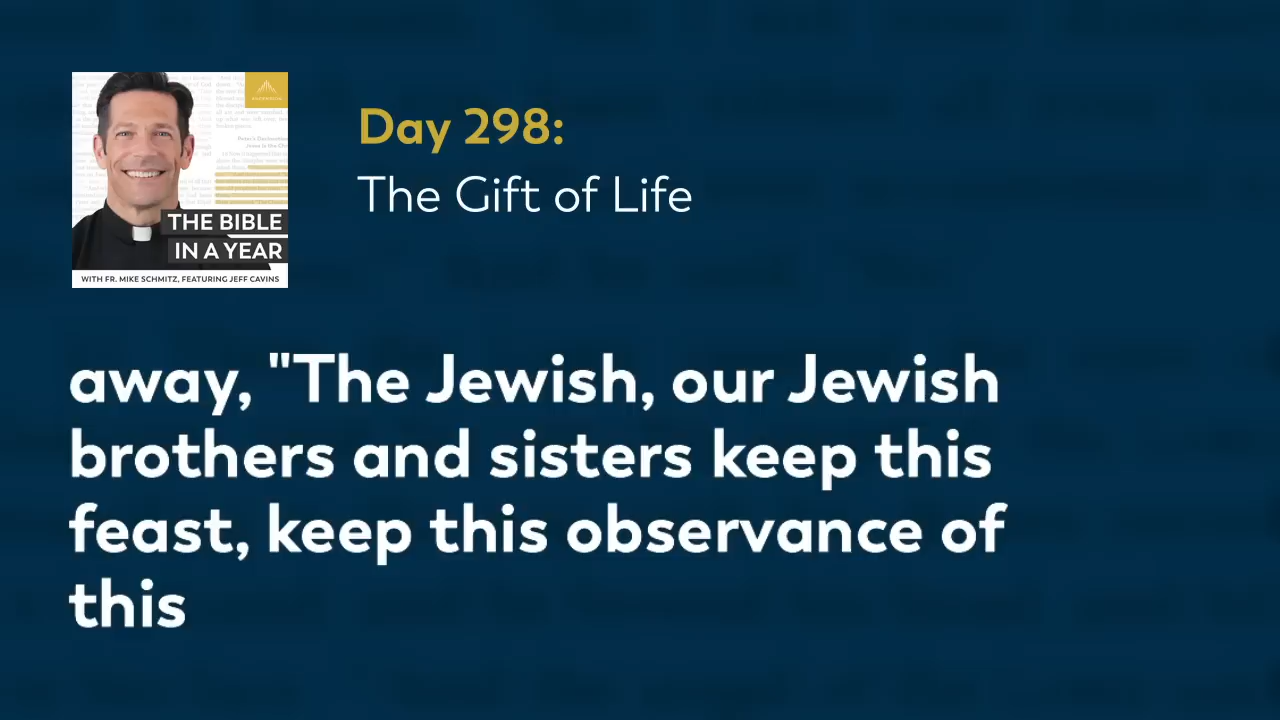 Day 298:
The Gift of Life
THE BIBLE
IN A YEAR
WITH FR. MIKE SCHMITZ, FEATURING JEFF CAVINS
away, "The Jewish, our Jewish
brothers and sisters keep this
feast, keep this observance of
this